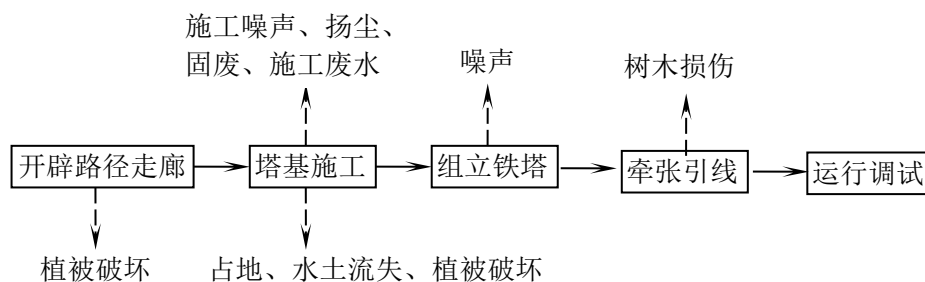 施工噪声、扬尘、
固废、施工废水
噪声
树木损伤
开辟路径走廊
塔基施工
组立铁塔
牵张引线
运行调试
植被破坏
占地、水土流失、植被破坏